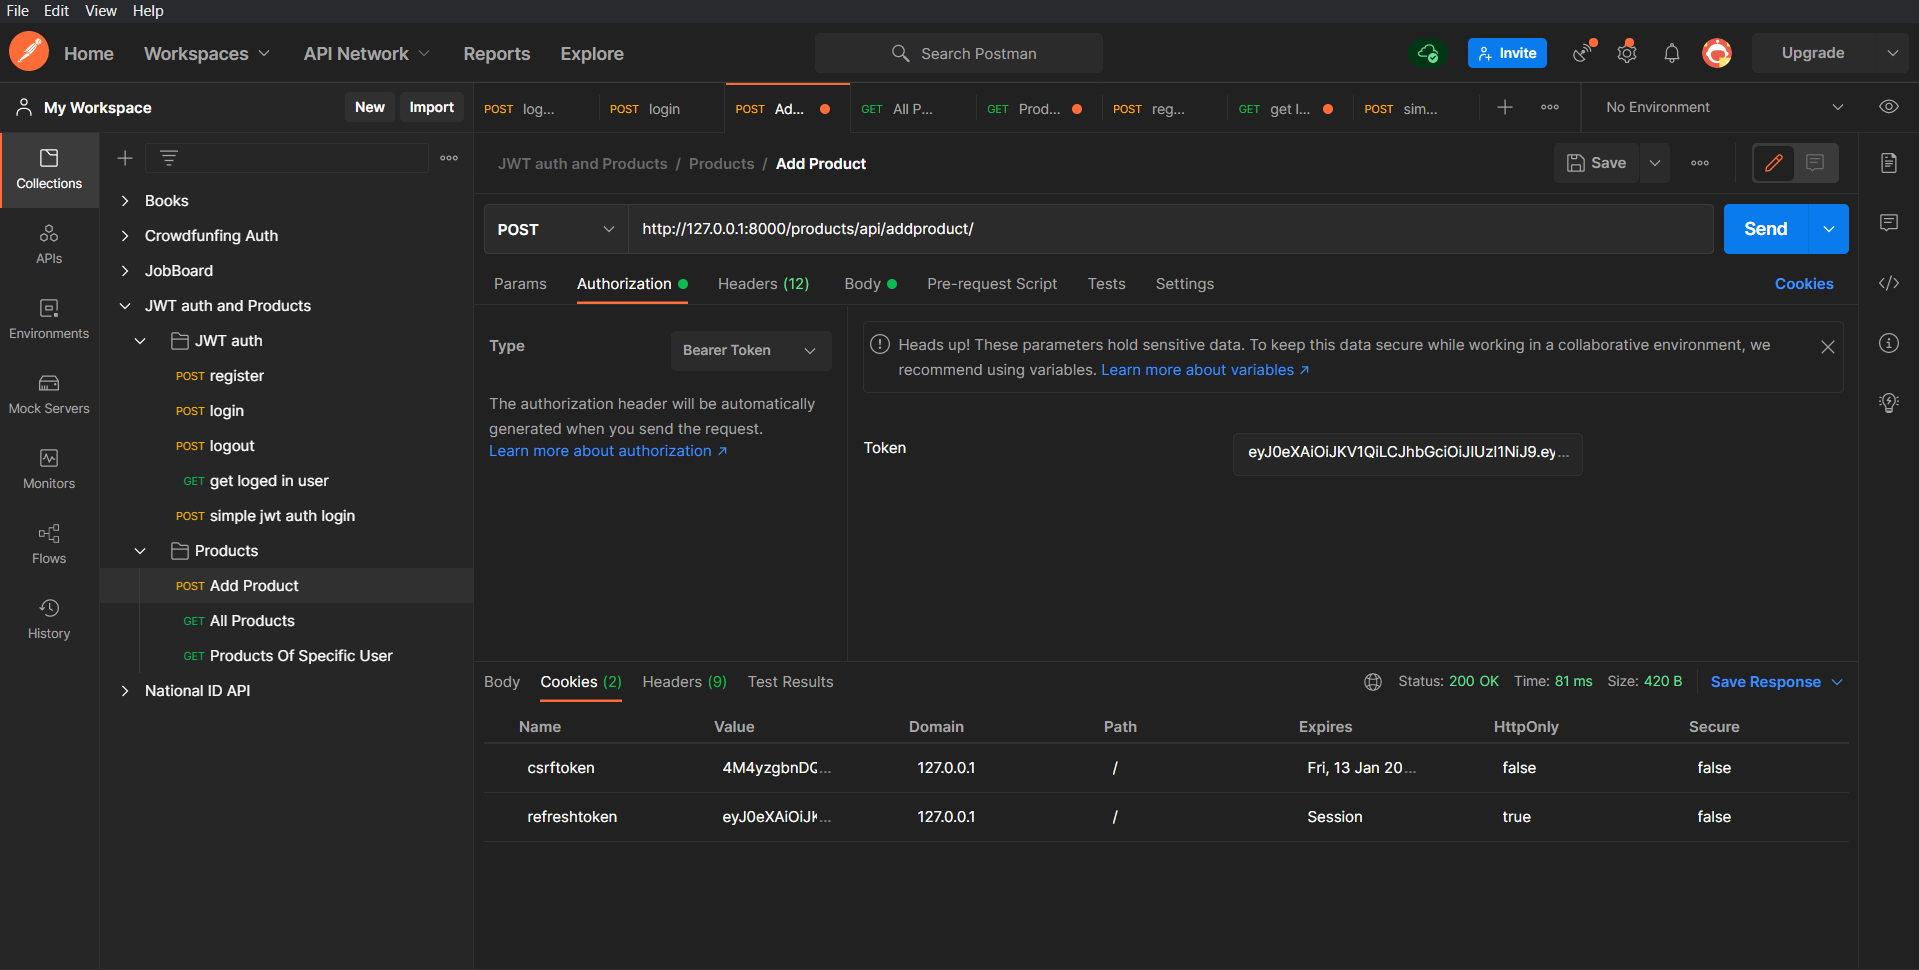 File Edit View Help
Home Workspaces API Network Reports Explore Search Postman Invite Upgrade
My Workspace New Import
POST log... POST login POST Ad... GET All P... GET Prod... POST reg... GET get l... POST sim... No Environment
Collections
APIs
Environments
Mock Servers
Monitors
Flows
History
Books
Crowdfunfing Auth
JobBoard
JWT auth and Products
JWT auth
POST register
POST login
POST logout
GET get loged in user
POST simple jwt auth login
Products
POST Add Product
GET All Products
GET Products Of Specific User
National ID API
JWT auth and Products / Products / Add Product Save
POST http://127.0.0.1:8000/products/api/addproduct/ Send
Params Authorization Headers (12) Body Pre-request Script Tests Settings Cookies
Type Bearer Token
The authorization header will be automatically
generated when you send the request.
Learn more about authorization ↗
Heads up! These parameters hold sensitive data. To keep this data secure while working in a collaborative environment, we
recommend using variables. Learn more about variables ↗
Token eyJ0eXAiOiJKV1QiLCJhbGciOiJIUzI1NiJ9.ey...
Body Cookies (2) Headers (9) Test Results Status: 200 OK Time: 81 ms Size: 420 B Save Response
Name Value Domain Path Expires HttpOnly Secure
csrftoken 4M4yzgbnDQ... 127.0.0.1 / Fri, 13 Jan 20... false false
refreshtoken eyJ0eXAiOiJK... 127.0.0.1 / Session true false